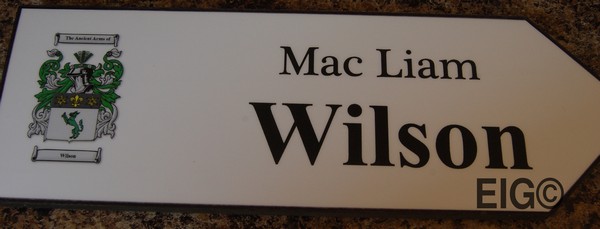 The Ancient Arms of
Wilson
Mac Liam
Wilson
EIG©